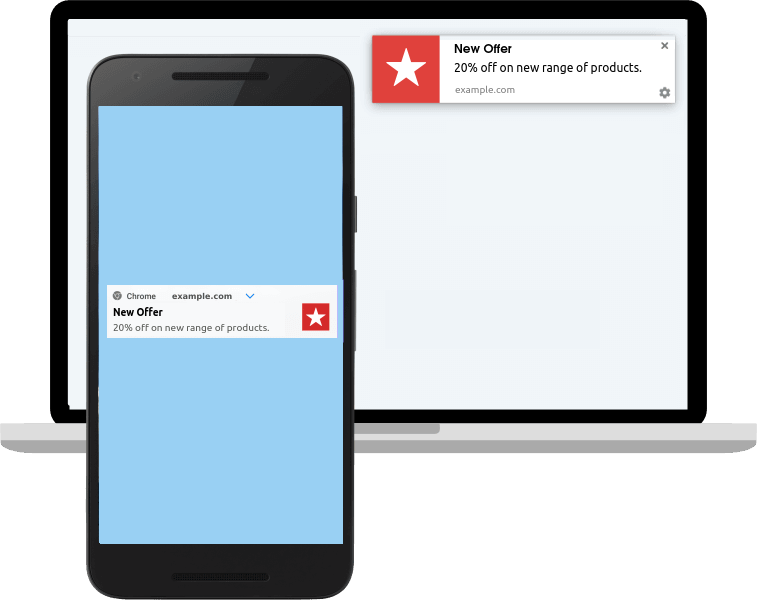 New Offer
20% off on new range of products.
example.com
Chrome example.com
New Offer
20% off on new range of products.